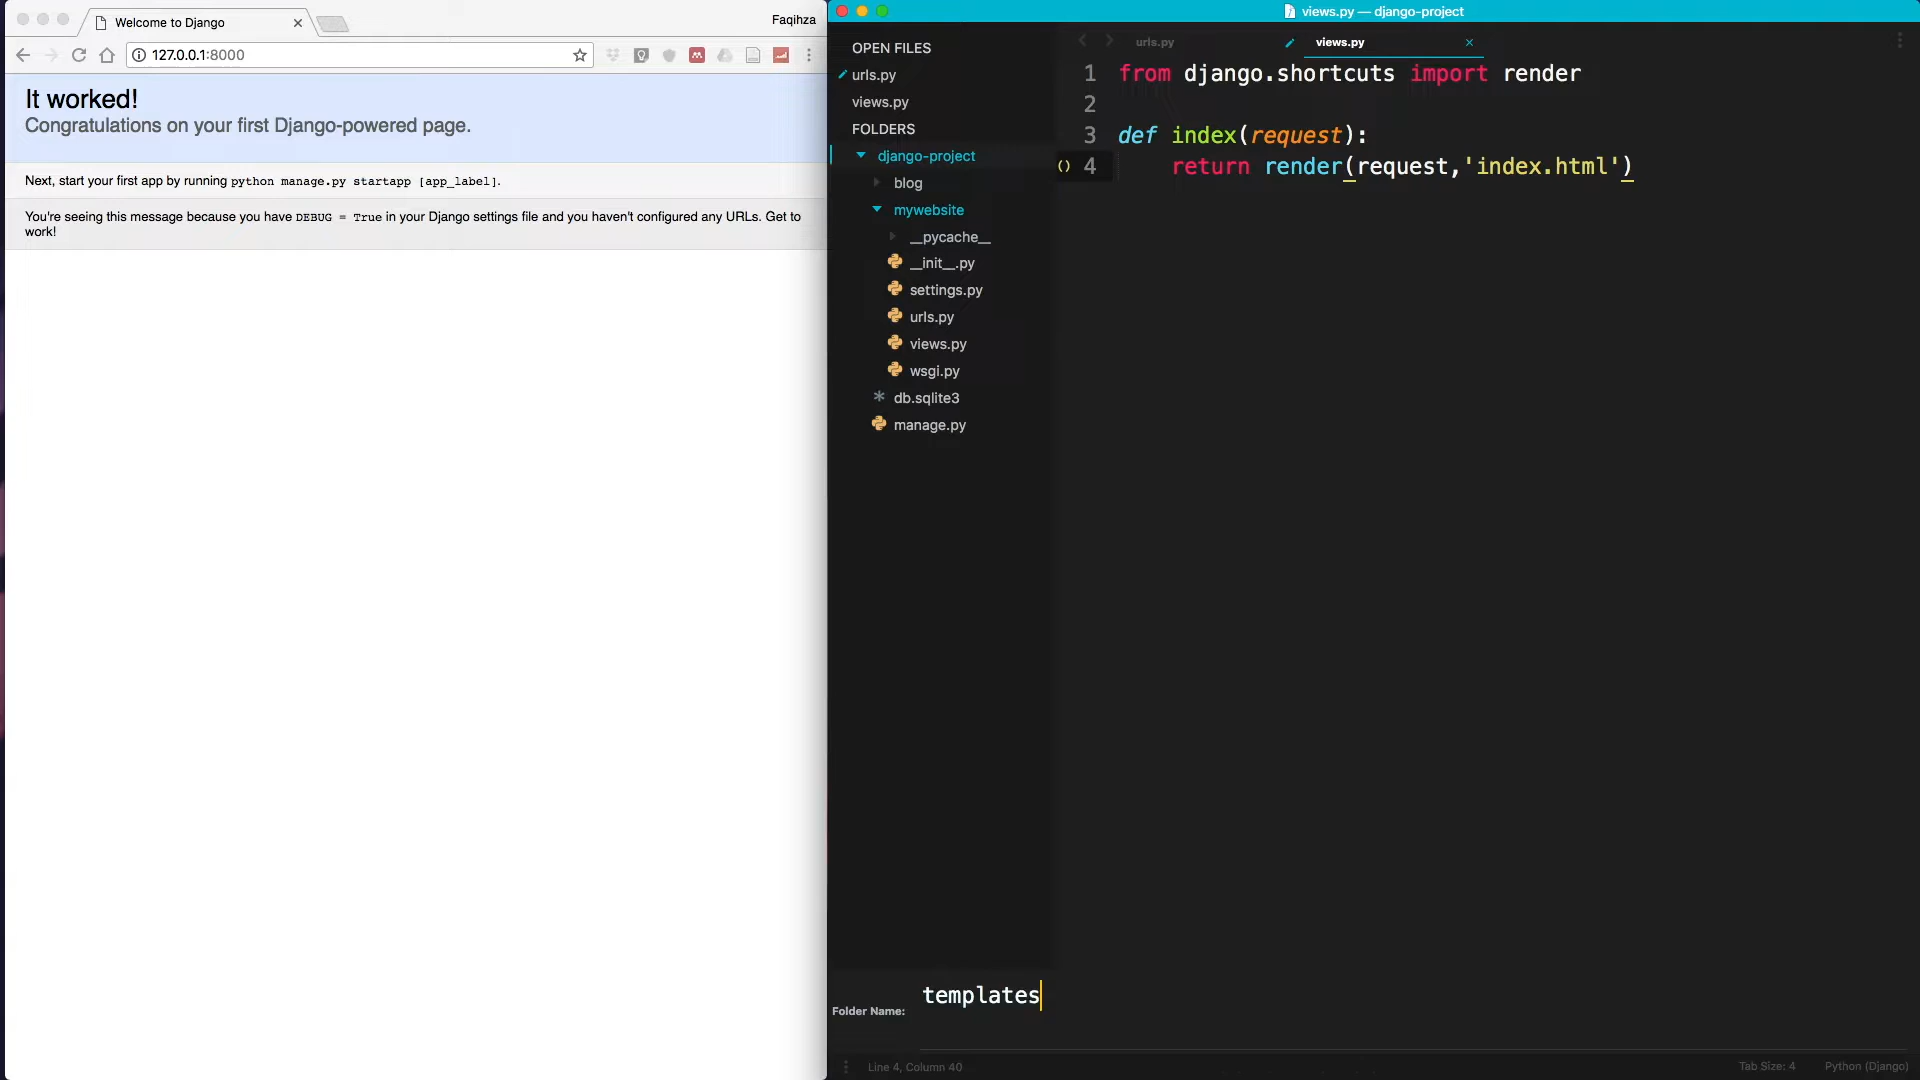 Welcome to Django
Faqihza
127.0.0.1:8000
It worked!
Congratulations on your first Django-powered page.
Next, start your first app by running python manage.py startapp [app_label].
You're seeing this message because you have DEBUG = True in your Django settings file and you haven't configured any URLs. Get to
work!
views.py — django-project
OPEN FILES
urls.py
views.py
FOLDERS
django-project
blog
mywebsite
__pycache__
__init__.py
settings.py
urls.py
views.py
wsgi.py
db.sqlite3
manage.py
urls.py
views.py
1 from django.shortcuts import render
2
3 def index(request):
() 4 return render(request,'index.html')
Folder Name: templates
Line 4, Column 40
Tab Size: 4
Python (Django)